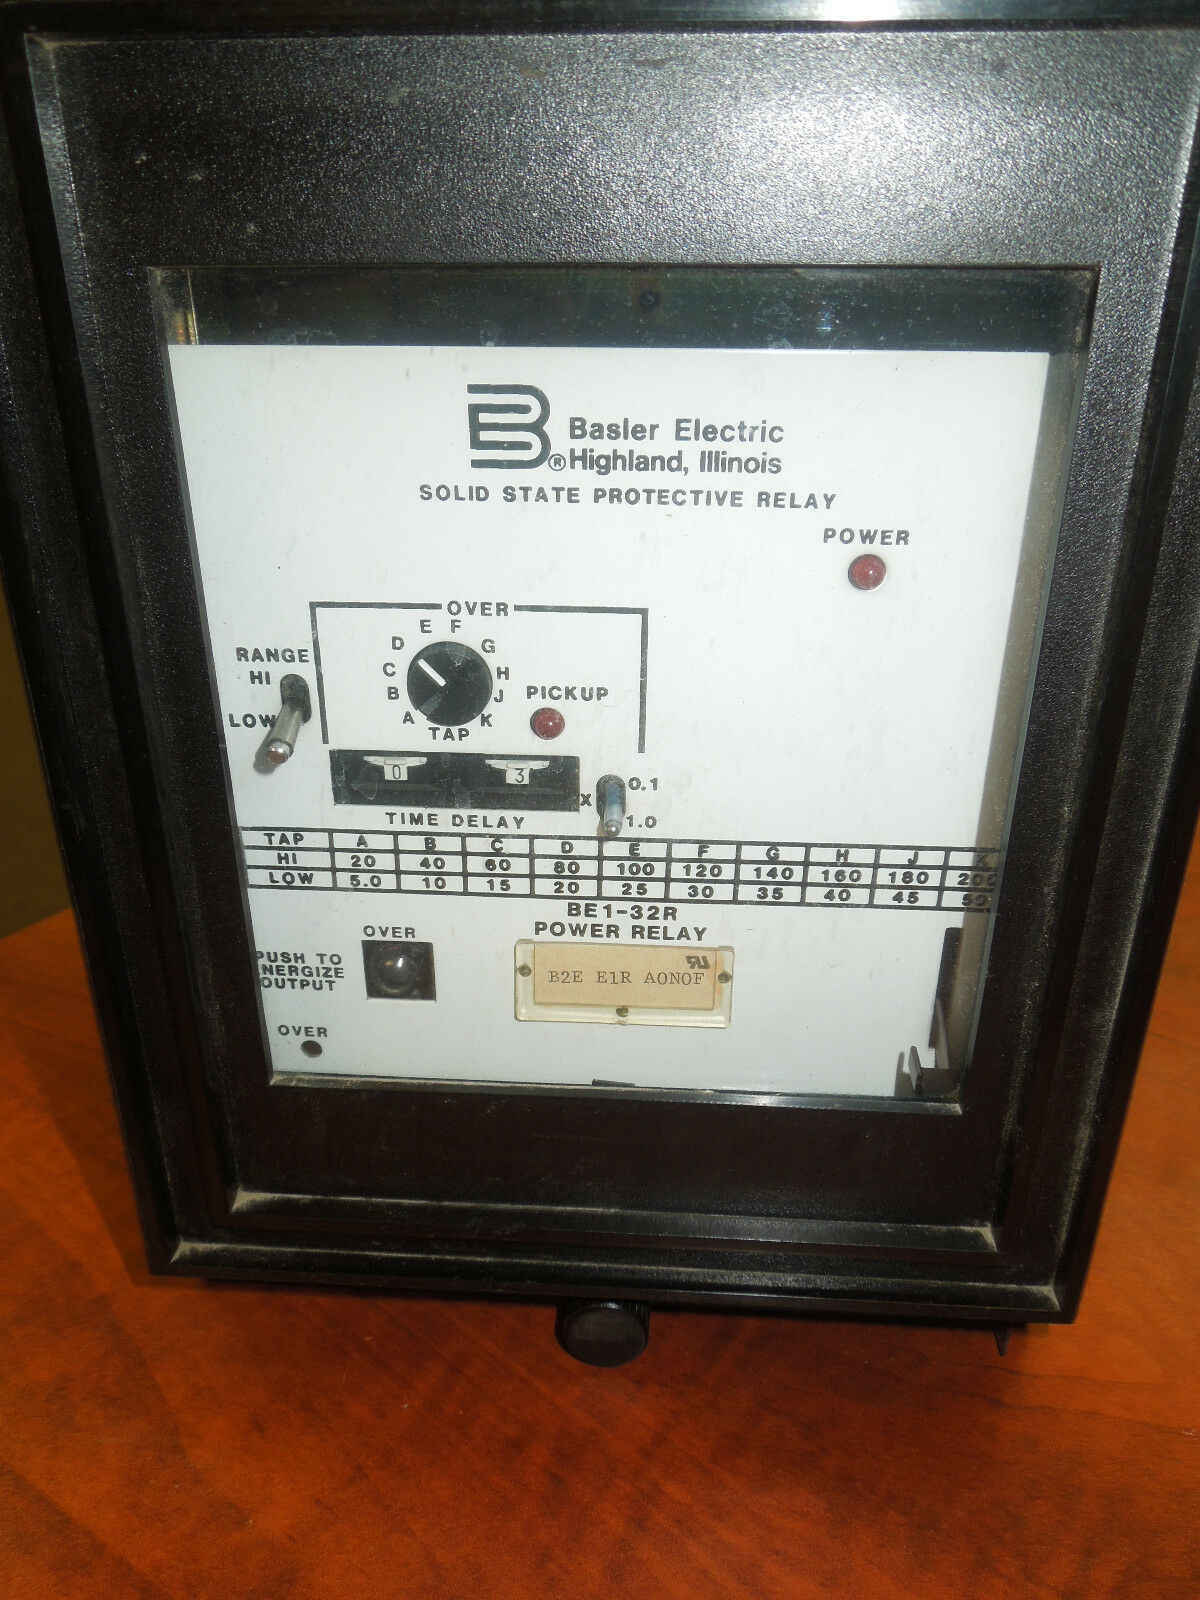 B
® Basler Electric
Highland, Illinois
SOLID STATE PROTECTIVE RELAY
POWER
OVER
RANGE
HI
LOW
A B C D E F G H J K
TAP
PICKUP
0 3
X
0.1
1.0
TIME DELAY
TAP A B C D E F G H J K
HI 20 40 60 80 100 120 140 160 180 200
LOW 5.0 10 15 20 25 30 35 40 45 50
BE1-32R
POWER RELAY
OVER
PUSH TO
ENERGIZE
OUTPUT
B2E E1R A0N0F
OVER